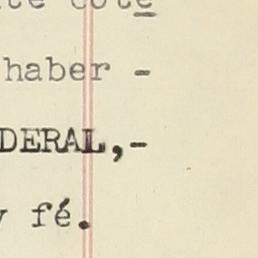 haber -
DERAL,-
fé.